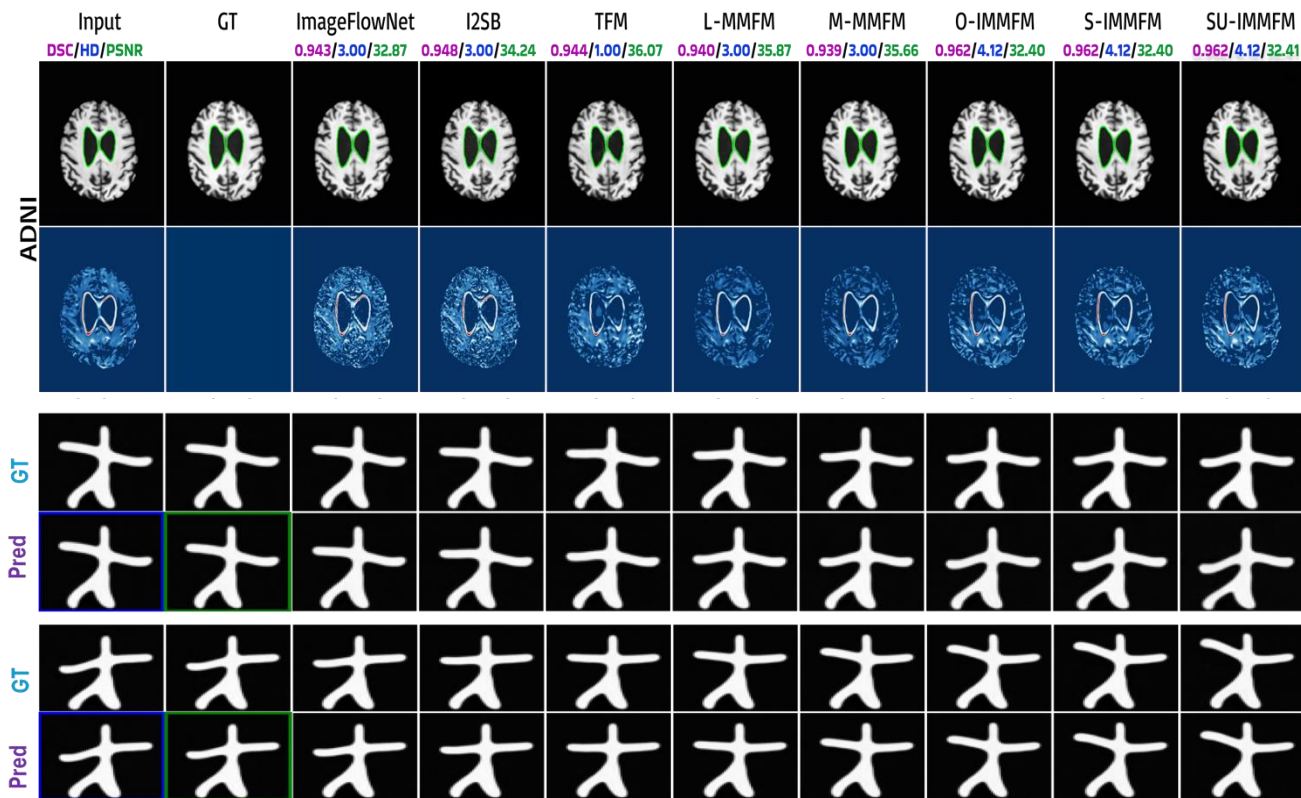 Input GT ImageFlowNet I2SB TFM L-MMFM M-MMFM O-IMMFM S-IMMFM SU-IMMFM
DSC/HD/PSNR 0.943/3.00/32.87 0.948/3.00/34.24 0.944/1.00/36.07 0.940/3.00/35.87 0.939/3.00/35.66 0.962/4.12/32.40 0.962/4.12/32.40 0.962/4.12/32.41
ADNI
GT
Pred
GT
Pred